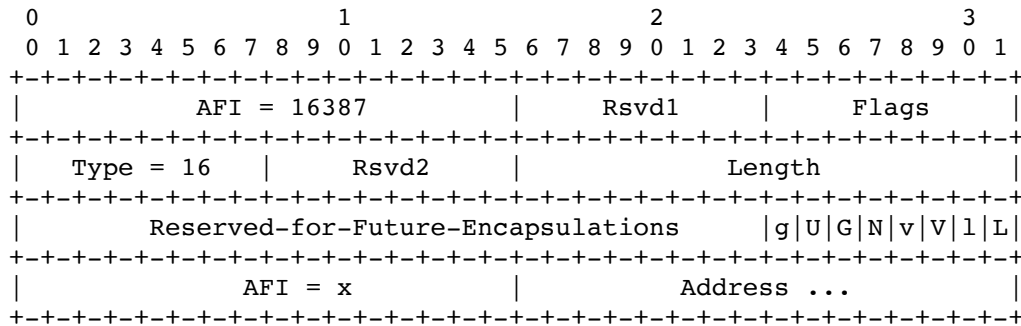 0                   1                   2                   3
0 1 2 3 4 5 6 7 8 9 0 1 2 3 4 5 6 7 8 9 0 1 2 3 4 5 6 7 8 9 0 1
+-+-+-+-+-+-+-+-+-+-+-+-+-+-+-+-+-+-+-+-+-+-+-+-+-+-+-+-+-+-+-+-+
|           AFI = 16387         |     Rsvd1     |     Flags     |
+-+-+-+-+-+-+-+-+-+-+-+-+-+-+-+-+-+-+-+-+-+-+-+-+-+-+-+-+-+-+-+-+
|   Type = 16   |     Rsvd2     |             Length            |
+-+-+-+-+-+-+-+-+-+-+-+-+-+-+-+-+-+-+-+-+-+-+-+-+-+-+-+-+-+-+-+-+
|        Reserved-for-Future-Encapsulations     |g|U|G|N|v|V|l|L|
+-+-+-+-+-+-+-+-+-+-+-+-+-+-+-+-+-+-+-+-+-+-+-+-+-+-+-+-+-+-+-+-+
|              AFI = x          |          Address ...          |
+-+-+-+-+-+-+-+-+-+-+-+-+-+-+-+-+-+-+-+-+-+-+-+-+-+-+-+-+-+-+-+-+